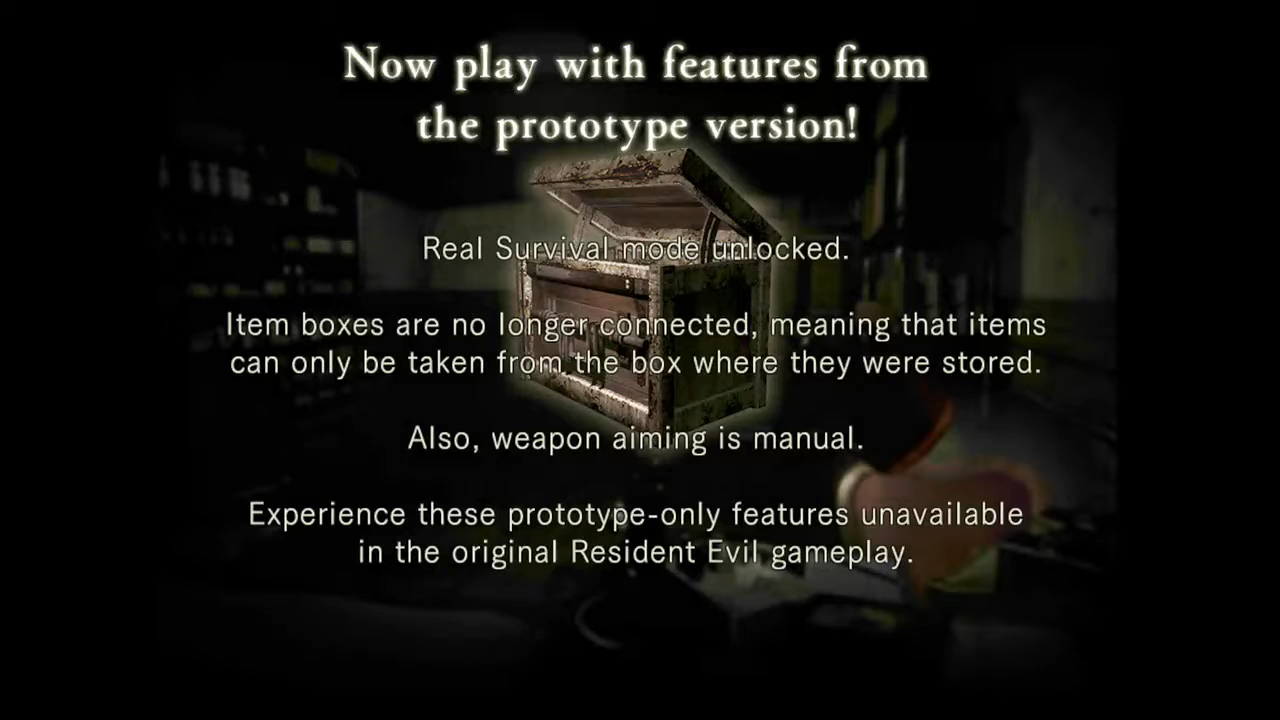 Now play with features from
the prototype version!
Real Survival mode unlocked.
Item boxes are no longer connected, meaning that items
can only be taken from the box where they were stored.
Also, weapon aiming is manual.
Experience these prototype-only features unavailable
in the original Resident Evil gameplay.